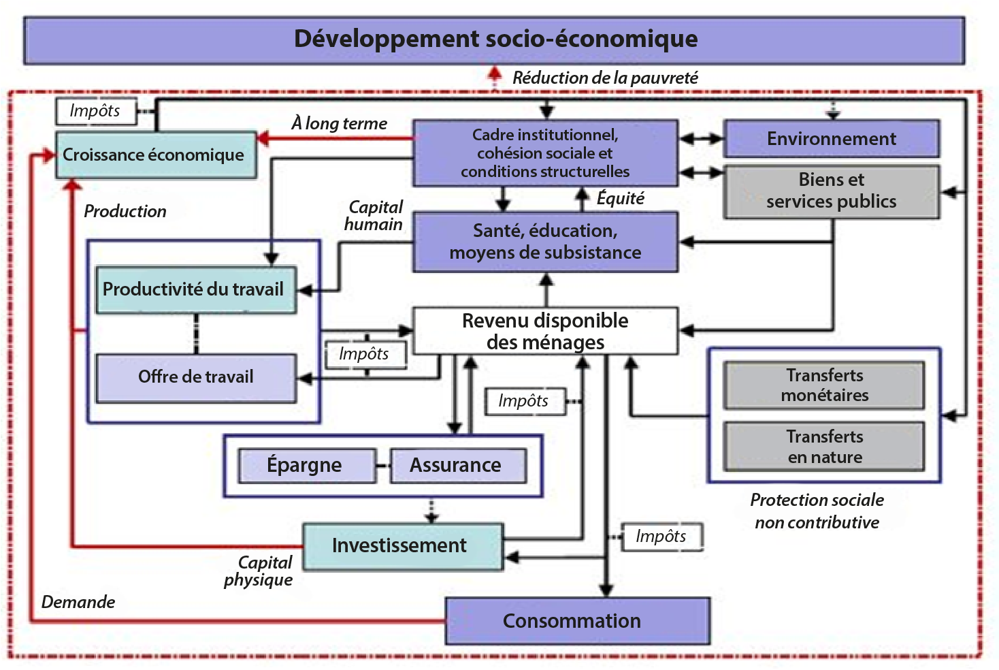 Développement socio-économique
Réduction de la pauvreté
Impôts
À long terme
Croissance économique
Cadre institutionnel,
cohésion sociale et
conditions structurelles
Environnement
Biens et
services publics
Production
Capital
humain
Équité
Santé, éducation,
moyens de subsistance
Productivité du travail
Revenu disponible
des ménages
Impôts
Offre de travail
Impôts
Transferts
monétaires
Transferts
en nature
Épargne
Assurance
Protection sociale
non contributive
Investissement
Impôts
Capital
physique
Demande
Consommation